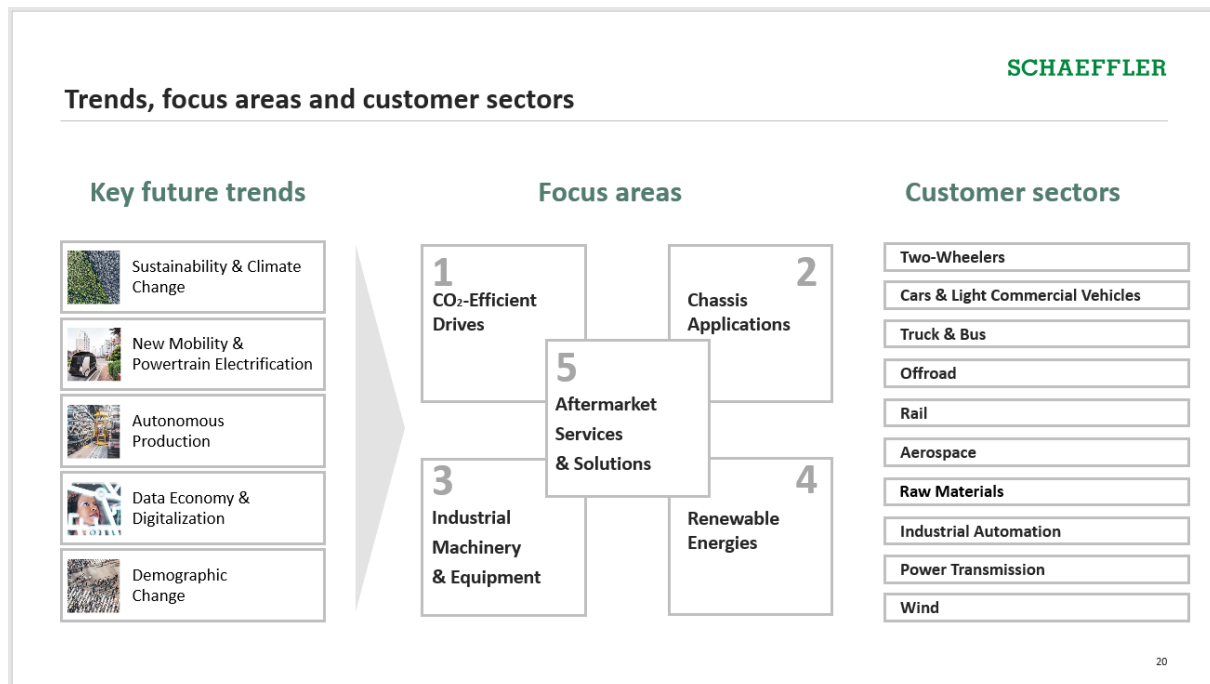 SCHAEFFLER
Trends, focus areas and customer sectors
Key future trends
Sustainability & Climate
Change
New Mobility &
Powertrain Electrification
Autonomous
Production
Data Economy &
Digitalization
Demographic
Change
Focus areas
1
CO₂-Efficient
Drives
2
Chassis
Applications
5
Aftermarket
Services
& Solutions
3
Industrial
Machinery
& Equipment
4
Renewable
Energies
Customer sectors
Two-Wheelers
Cars & Light Commercial Vehicles
Truck & Bus
Offroad
Rail
Aerospace
Raw Materials
Industrial Automation
Power Transmission
Wind
20